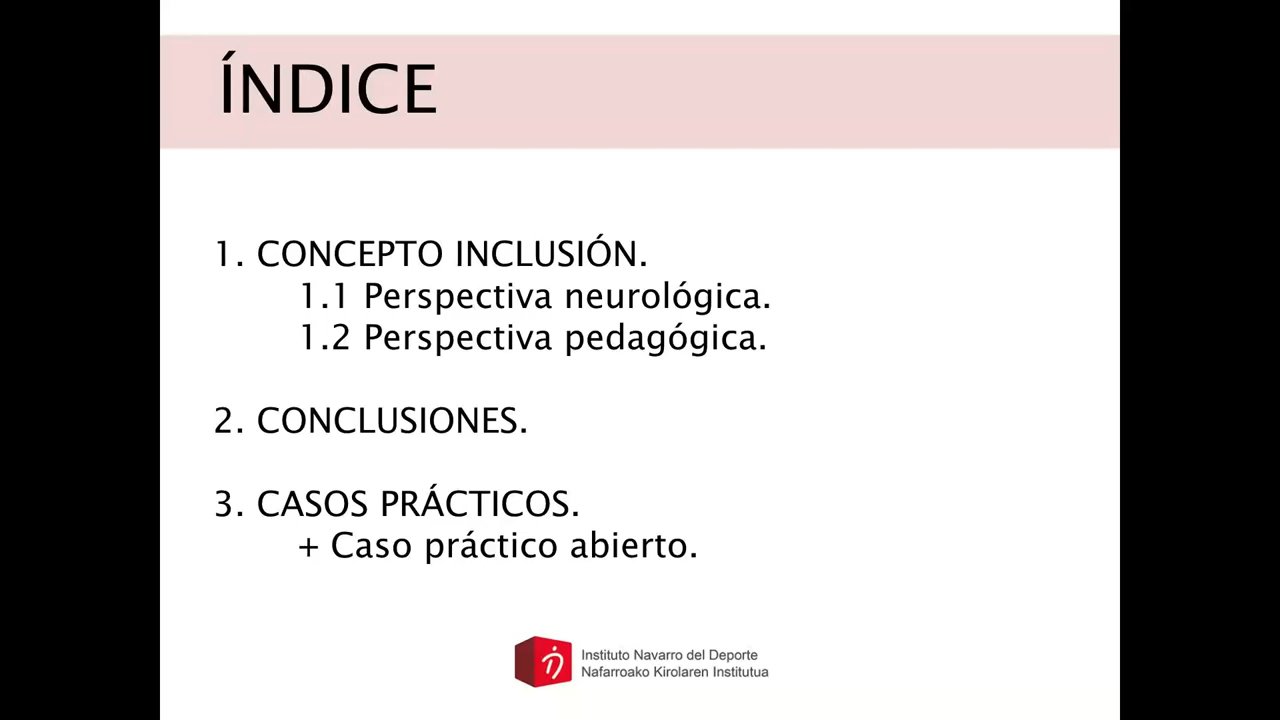 ÍNDICE
1. CONCEPTO INCLUSIÓN.
1.1 Perspectiva neurológica.
1.2 Perspectiva pedagógica.
2. CONCLUSIONES.
3. CASOS PRÁCTICOS.
+ Caso práctico abierto.
Instituto Navarro del Deporte
Nafarroako Kirolaren Institutua